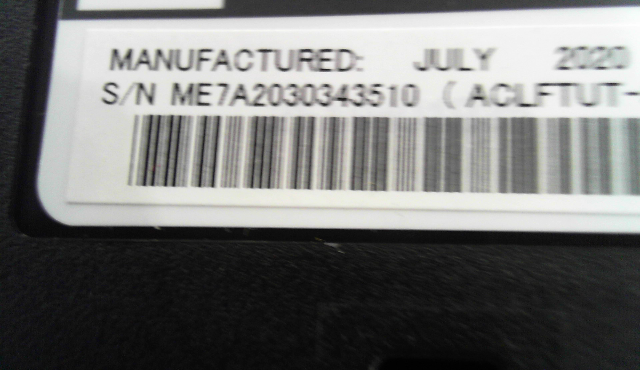 MANUFACTURED: JULY 2020
S/N ME7A2030343510 ( ACLFTUT-